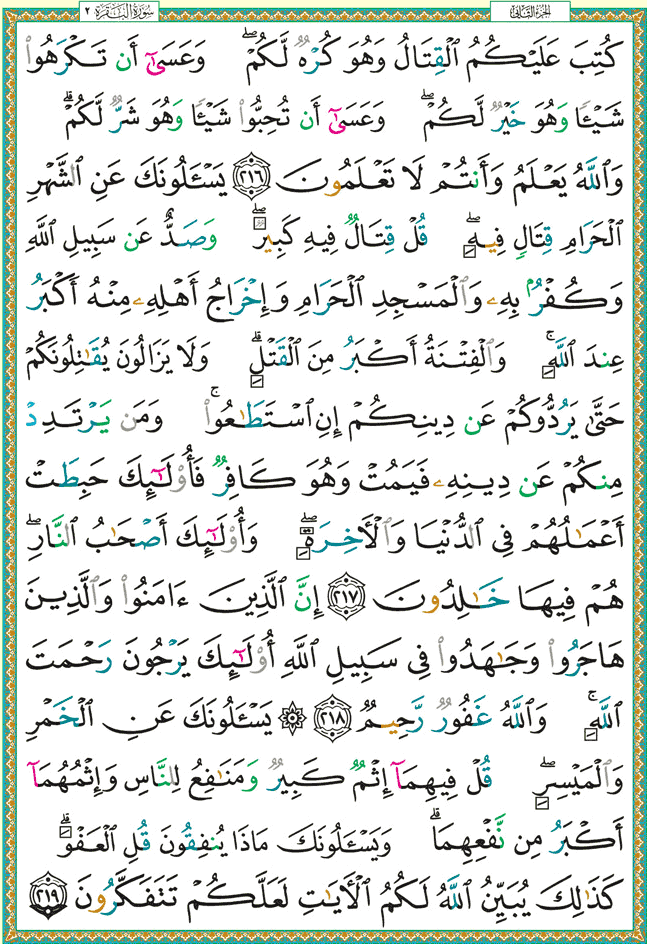 الجزء الثاني
سورة البقرة ٢
كُتِبَ عَلَيْكُمُ ٱلْقِتَالُ وَهُوَ كُرْهٌ لَّكُمْ ۖ وَعَسَىٰٓ أَن تَكْرَهُوا۟
شَيْـًٔا وَهُوَ خَيْرٌ لَّكُمْ ۖ وَعَسَىٰٓ أَن تُحِبُّوا۟ شَيْـًٔا وَهُوَ شَرٌّ لَّكُمْ ۗ
وَٱللَّهُ يَعْلَمُ وَأَنتُمْ لَا تَعْلَمُونَ ٢١٦ يَسْـَٔلُونَكَ عَنِ ٱلشَّهْرِ
ٱلْحَرَامِ قِتَالٍ فِيهِ ۖ قُلْ قِتَالٌ فِيهِ كَبِيرٌ ۖ وَصَدٌّ عَن سَبِيلِ ٱللَّهِ
وَكُفْرٌۢ بِهِۦ وَٱلْمَسْجِدِ ٱلْحَرَامِ وَإِخْرَاجُ أَهْلِهِۦ مِنْهُ أَكْبَرُ
عِندَ ٱللَّهِ ۚ وَٱلْفِتْنَةُ أَكْبَرُ مِنَ ٱلْقَتْلِ ۗ وَلَا يَزَالُونَ يُقَـٰتِلُونَكُمْ
حَتَّىٰ يَرُدُّوكُمْ عَن دِينِكُمْ إِنِ ٱسْتَطَـٰعُوا۟ ۚ وَمَن يَرْتَدِدْ
مِنكُمْ عَن دِينِهِۦ فَيَمُتْ وَهُوَ كَافِرٌ فَأُو۟لَـٰٓئِكَ حَبِطَتْ
أَعْمَـٰلُهُمْ فِى ٱلدُّنْيَا وَٱلْـَٔاخِرَةِ ۖ وَأُو۟لَـٰٓئِكَ أَصْحَـٰبُ ٱلنَّارِ ۖ
هُمْ فِيهَا خَـٰلِدُونَ ٢١٧ إِنَّ ٱلَّذِينَ ءَامَنُوا۟ وَٱلَّذِينَ
هَاجَرُوا۟ وَجَـٰهَدُوا۟ فِى سَبِيلِ ٱللَّهِ أُو۟لَـٰٓئِكَ يَرْجُونَ رَحْمَتَ
ٱللَّهِ ۚ وَٱللَّهُ غَفُورٌ رَّحِيمٌ ٢١٨ ۞ يَسْـَٔلُونَكَ عَنِ ٱلْخَمْرِ
وَٱلْمَيْسِرِ ۖ قُلْ فِيهِمَآ إِثْمٌ كَبِيرٌ وَمَنَـٰفِعُ لِلنَّاسِ وَإِثْمُهُمَآ
أَكْبَرُ مِن نَّفْعِهِمَا ۗ وَيَسْـَٔلُونَكَ مَاذَا يُنفِقُونَ قُلِ ٱلْعَفْوَ ۗ
كَذَٰلِكَ يُبَيِّنُ ٱللَّهُ لَكُمُ ٱلْـَٔايَـٰتِ لَعَلَّكُمْ تَتَفَكَّرُونَ ٢١٩